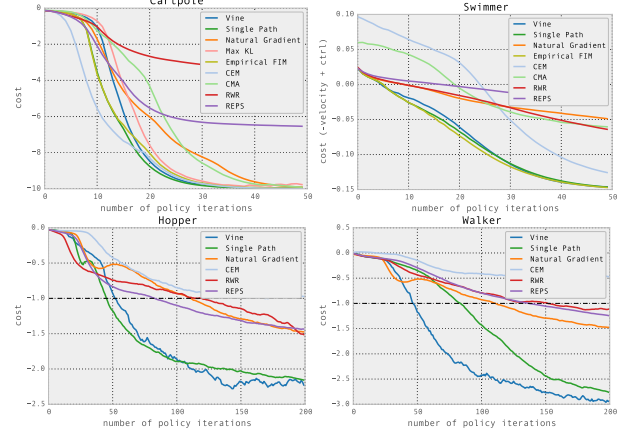 Cartpole
0
−2
−4
−6
−8
−10
cost
0
10
20
30
40
50
number of policy iterations
Vine
Single Path
Natural Gradient
Max KL
Empirical FIM
CEM
CMA
RWR
REPS
Swimmer
0.10
0.05
0.00
−0.05
−0.10
−0.15
cost (−velocity + ctrl)
0
10
20
30
40
50
number of policy iterations
Vine
Single Path
Natural Gradient
Empirical FIM
CEM
CMA
RWR
REPS
Hopper
0.0
−0.5
−1.0
−1.5
−2.0
−2.5
cost
0
50
100
150
200
number of policy iterations
Vine
Single Path
Natural Gradient
CEM
RWR
REPS
Walker
0.5
0.0
−0.5
−1.0
−1.5
−2.0
−2.5
−3.0
cost
0
50
100
150
200
number of policy iterations
Vine
Single Path
Natural Gradient
CEM
RWR
REPS